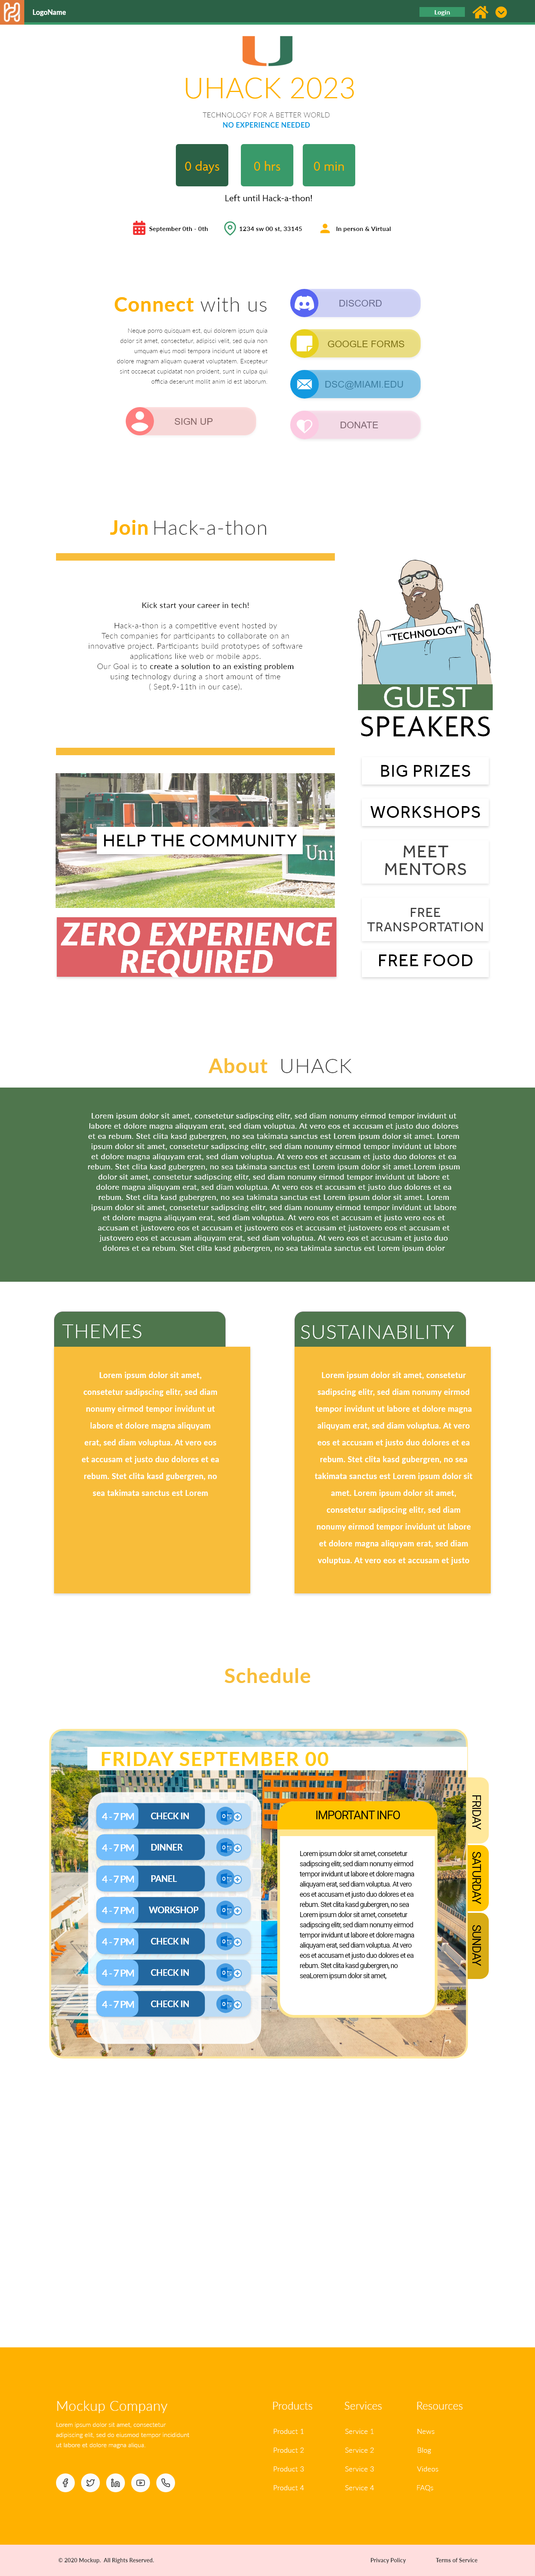 LogoName
Login
UHACK 2023
TECHNOLOGY FOR A BETTER WORLD
NO EXPERIENCE NEEDED
0 days
0 hrs
0 min
Left until Hack-a-thon!
September 0th - 0th
1234 sw 00 st, 33145
In person & Virtual
Connect with us
Neque porro quisquam est, qui dolorem ipsum quia
dolor sit amet, consectetur, adipisci velit, sed quia non
umquam eius modi tempora incidunt ut labore et
dolore magnam aliquam quaerat voluptatem. Excepteur
sint occaecat cupidatat non proident, sunt in culpa qui
officia deserunt mollit anim id est laborum.
SIGN UP
DISCORD
GOOGLE FORMS
DSC@MIAMI.EDU
DONATE
Join Hack-a-thon
Kick start your career in tech!
Hack-a-thon is a competitive event hosted by
Tech companies for participants to collaborate on an
innovative project. Participants build prototypes of software
applications like web or mobile apps.
Our Goal is to create a solution to an existing problem
using technology during a short amount of time
( Sept.9-11th in our case).
Uni
HELP THE COMMUNITY
ZERO EXPERIENCE
REQUIRED
"TECHNOLOGY"
GUEST
SPEAKERS
BIG PRIZES
WORKSHOPS
MEET
MENTORS
FREE
TRANSPORTATION
FREE FOOD
About UHACK
Lorem ipsum dolor sit amet, consetetur sadipscing elitr, sed diam nonumy eirmod tempor invidunt ut
labore et dolore magna aliquyam erat, sed diam voluptua. At vero eos et accusam et justo duo dolores
et ea rebum. Stet clita kasd gubergren, no sea takimata sanctus est Lorem ipsum dolor sit amet. Lorem
ipsum dolor sit amet, consetetur sadipscing elitr, sed diam nonumy eirmod tempor invidunt ut labore
et dolore magna aliquyam erat, sed diam voluptua. At vero eos et accusam et justo duo dolores et ea
rebum. Stet clita kasd gubergren, no sea takimata sanctus est Lorem ipsum dolor sit amet.Lorem ipsum
dolor sit amet, consetetur sadipscing elitr, sed diam nonumy eirmod tempor invidunt ut labore et
dolore magna aliquyam erat, sed diam voluptua. At vero eos et accusam et justo duo dolores et ea
rebum. Stet clita kasd gubergren, no sea takimata sanctus est Lorem ipsum dolor sit amet. Lorem
ipsum dolor sit amet, consetetur sadipscing elitr, sed diam nonumy eirmod tempor invidunt ut labore
et dolore magna aliquyam erat, sed diam voluptua. At vero eos et accusam et justo vero eos et
accusam et justovero eos et accusam et justovero eos et accusam et justovero eos et accusam et
justovero eos et accusam aliquyam erat, sed diam voluptua. At vero eos et accusam et justo duo
dolores et ea rebum. Stet clita kasd gubergren, no sea takimata sanctus est Lorem ipsum dolor
THEMES
Lorem ipsum dolor sit amet,
consetetur sadipscing elitr, sed diam
nonumy eirmod tempor invidunt ut
labore et dolore magna aliquyam
erat, sed diam voluptua. At vero eos
et accusam et justo duo dolores et ea
rebum. Stet clita kasd gubergren, no
sea takimata sanctus est Lorem
SUSTAINABILITY
Lorem ipsum dolor sit amet, consetetur
sadipscing elitr, sed diam nonumy eirmod
tempor invidunt ut labore et dolore magna
aliquyam erat, sed diam voluptua. At vero
eos et accusam et justo duo dolores et ea
rebum. Stet clita kasd gubergren, no sea
takimata sanctus est Lorem ipsum dolor sit
amet. Lorem ipsum dolor sit amet,
consetetur sadipscing elitr, sed diam
nonumy eirmod tempor invidunt ut labore
et dolore magna aliquyam erat, sed diam
voluptua. At vero eos et accusam et justo
Schedule
FRIDAY SEPTEMBER 00
4 - 7 PM CHECK IN
4 - 7 PM DINNER
4 - 7 PM PANEL
4 - 7 PM WORKSHOP
4 - 7 PM CHECK IN
4 - 7 PM CHECK IN
4 - 7 PM CHECK IN
IMPORTANT INFO
Lorem ipsum dolor sit amet, consetetur
sadipscing elitr, sed diam nonumy eirmod
tempor invidunt ut labore et dolore magna
aliquyam erat, sed diam voluptua. At vero
eos et accusam et justo duo dolores et ea
rebum. Stet clita kasd gubergren, no sea
Lorem ipsum dolor sit amet, consetetur
sadipscing elitr, sed diam nonumy eirmod
tempor invidunt ut labore et dolore magna
aliquyam erat, sed diam voluptua. At vero
eos et accusam et justo duo dolores et ea
rebum. Stet clita kasd gubergren, no
seaLorem ipsum dolor sit amet,
FRIDAY
SATURDAY
SUNDAY
Mockup Company
Lorem ipsum dolor sit amet, consectetur
adipiscing elit, sed do eiusmod tempor incididunt
ut labore et dolore magna aliqua.
Products
Product 1
Product 2
Product 3
Product 4
Services
Service 1
Service 2
Service 3
Service 4
Resources
News
Blog
Videos
FAQs
© 2020 Mockup. All Rights Reserved.
Privacy Policy
Terms of Service